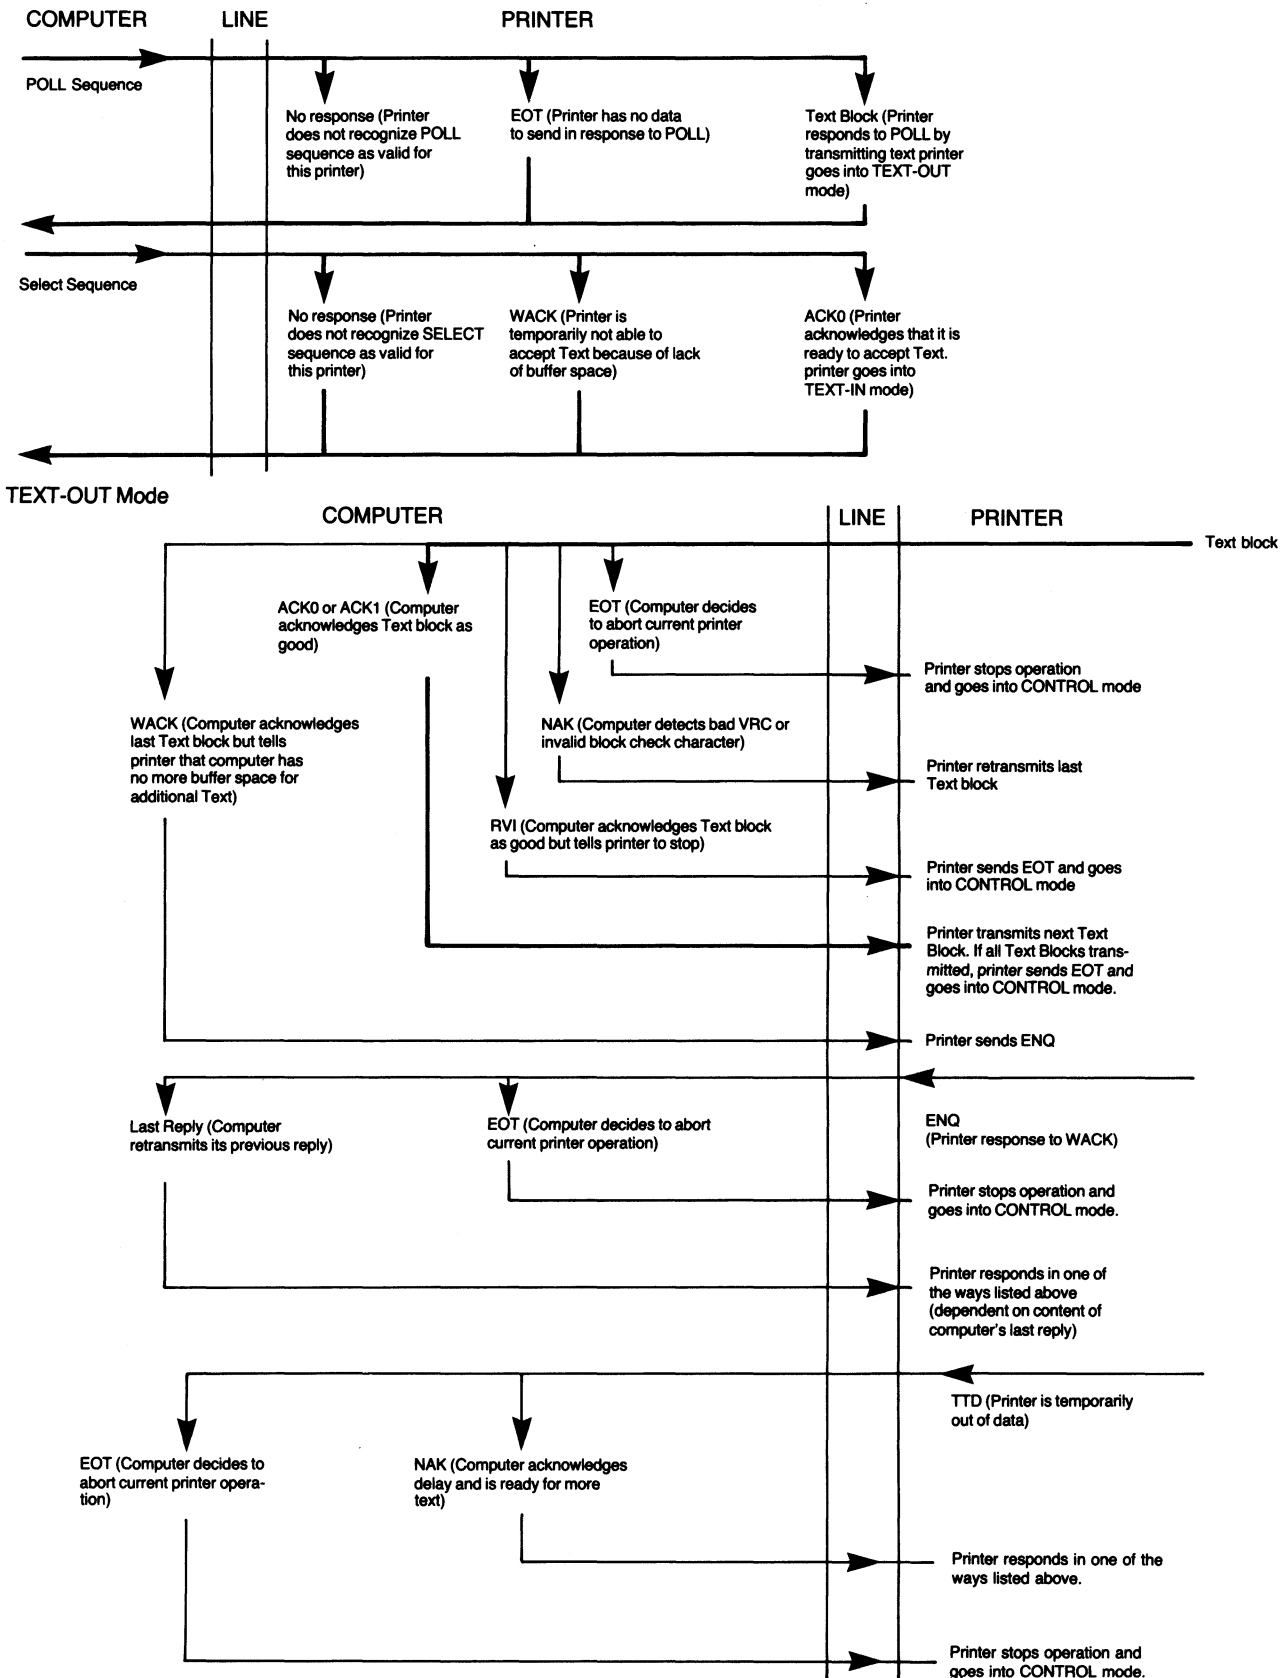 COMPUTER LINE PRINTER
POLL Sequence
No response (Printer
does not recognize POLL
sequence as valid for
this printer)
EOT (Printer has no data
to send in response to POLL)
Text Block (Printer
responds to POLL by
transmitting text printer
goes into TEXT-OUT
mode)
Select Sequence
No response (Printer
does not recognize SELECT
sequence as valid for
this printer)
WACK (Printer is
temporarily not able to
accept Text because of lack
of buffer space)
ACK0 (Printer
acknowledges that it is
ready to accept Text.
printer goes into
TEXT-IN mode)
TEXT-OUT Mode
COMPUTER LINE PRINTER
Text block
ACK0 or ACK1 (Computer
acknowledges Text block as
good)
EOT (Computer decides
to abort current printer
operation)
Printer stops operation
and goes into CONTROL mode
WACK (Computer acknowledges
last Text block but tells
printer that computer has
no more buffer space for
additional Text)
NAK (Computer detects bad VRC or
invalid block check character)
Printer retransmits last
Text block
RVI (Computer acknowledges Text block
as good but tells printer to stop)
Printer sends EOT and goes
into CONTROL mode
Printer transmits next Text
Block. If all Text Blocks trans-
mitted, printer sends EOT and
goes into CONTROL mode.
Printer sends ENQ
Last Reply (Computer
retransmits its previous reply)
EOT (Computer decides to abort
current printer operation)
ENQ
(Printer response to WACK)
Printer stops operation and
goes into CONTROL mode.
Printer responds in one of
the ways listed above
(dependent on content of
computer's last reply)
TTD (Printer is temporarily
out of data)
EOT (Computer decides to
abort current printer opera-
tion)
NAK (Computer acknowledges
delay and is ready for more
text)
Printer responds in one of the
ways listed above.
Printer stops operation and
goes into CONTROL mode.